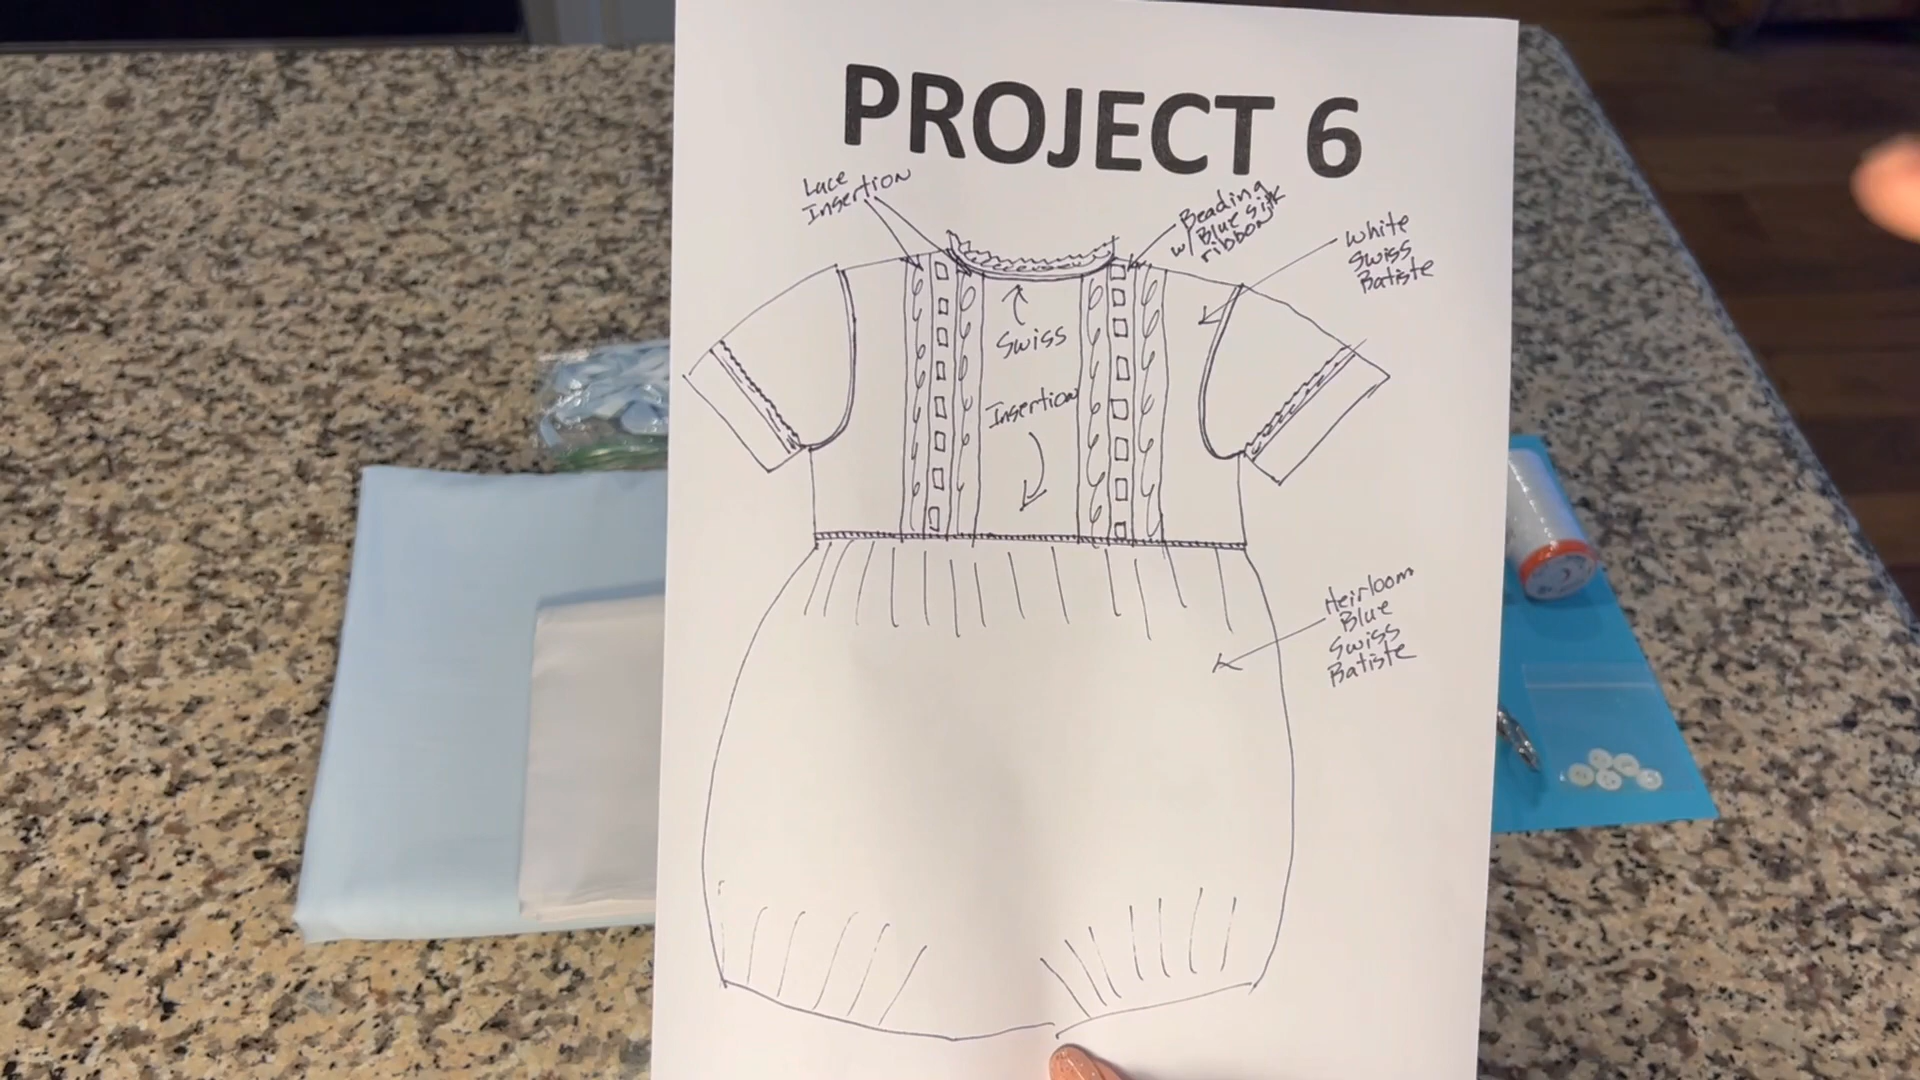 PROJECT 6
Lace
Insertion
Beading
w/ Blue silk
ribbon
White
Swiss
Batiste
Swiss
Insertion
Heirloom
Blue
Swiss
Batiste